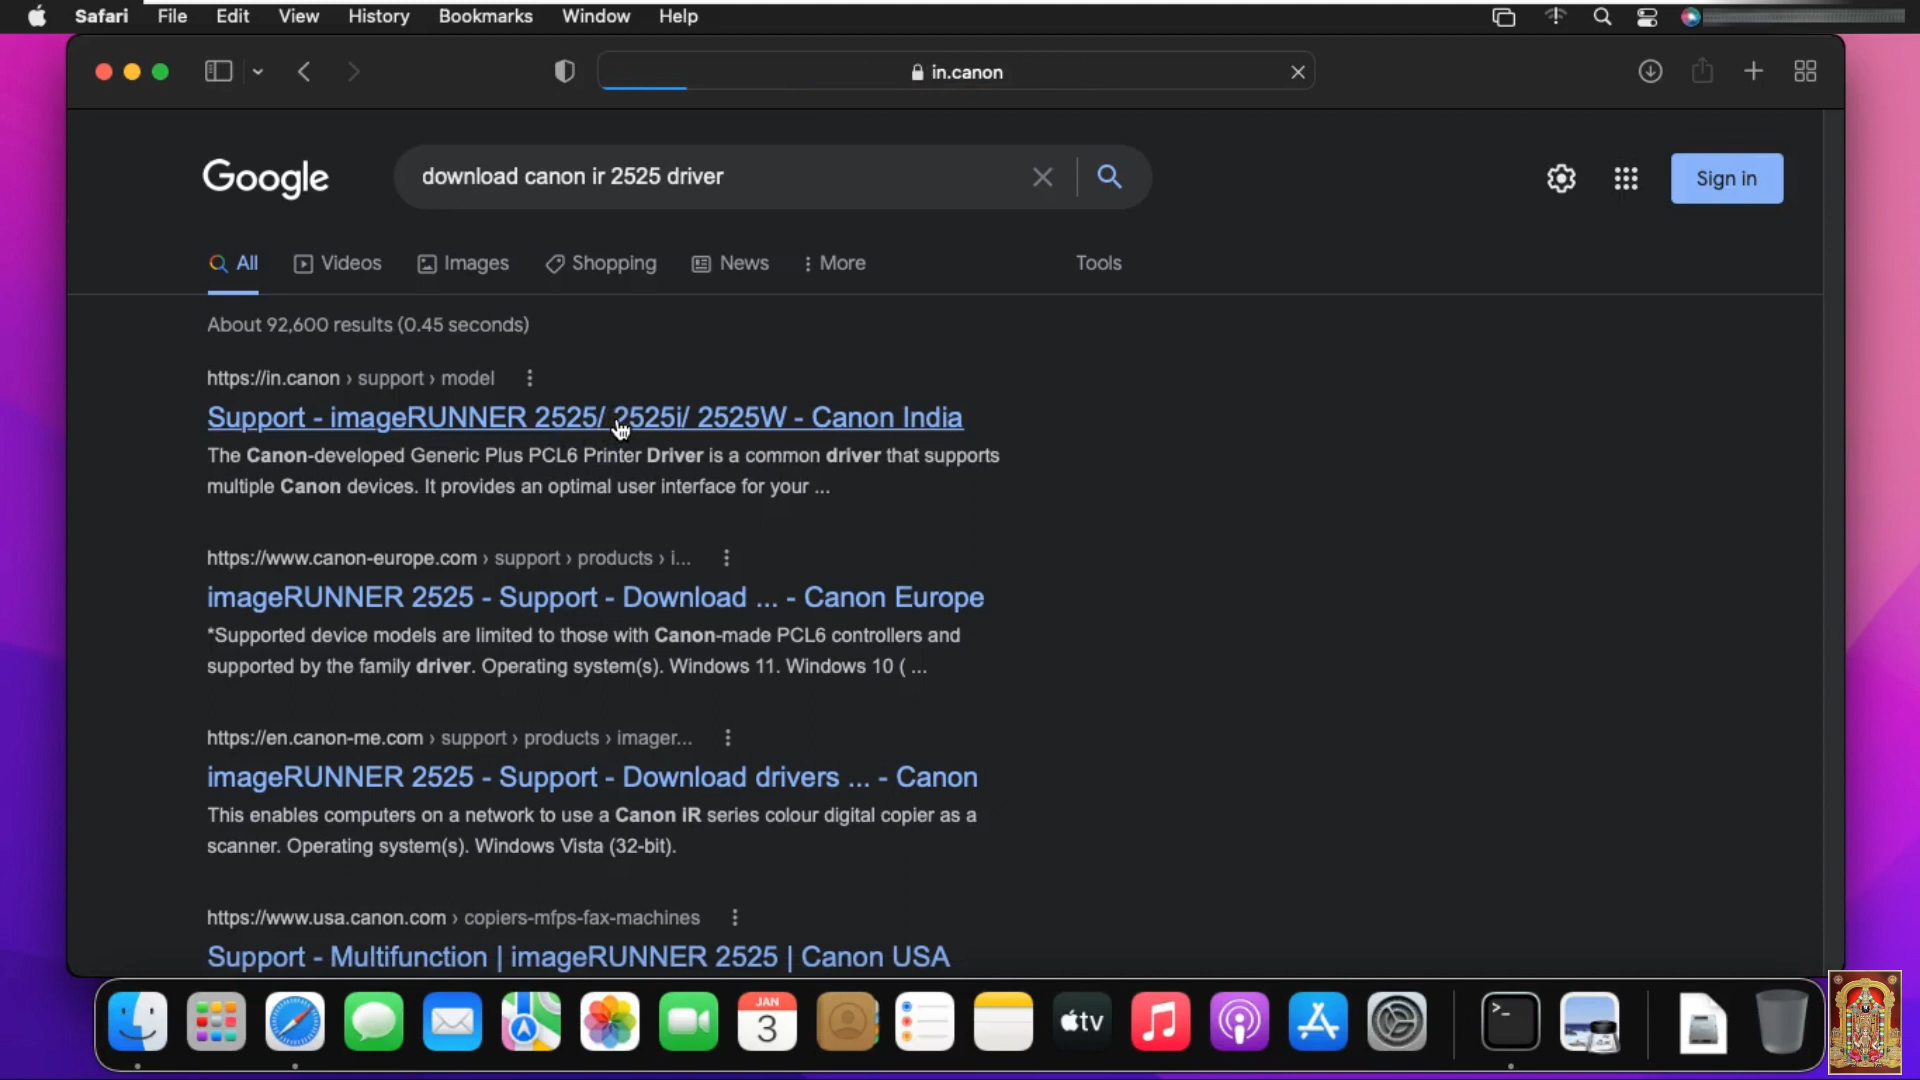 Safari File Edit View History Bookmarks Window Help
in.canon
Google download canon ir 2525 driver Sign in
All Videos Images Shopping News More Tools
About 92,600 results (0.45 seconds)
https://in.canon › support › model
Support - imageRUNNER 2525/ 2525i/ 2525W - Canon India
The Canon-developed Generic Plus PCL6 Printer Driver is a common driver that supports
multiple Canon devices. It provides an optimal user interface for your ...
https://www.canon-europe.com › support › products › i...
imageRUNNER 2525 - Support - Download ... - Canon Europe
*Supported device models are limited to those with Canon-made PCL6 controllers and
supported by the family driver. Operating system(s). Windows 11. Windows 10 ( ...
https://en.canon-me.com › support › products › imager...
imageRUNNER 2525 - Support - Download drivers ... - Canon
This enables computers on a network to use a Canon iR series colour digital copier as a
scanner. Operating system(s). Windows Vista (32-bit).
https://www.usa.canon.com › copiers-mfps-fax-machines
Support - Multifunction | imageRUNNER 2525 | Canon USA
JAN
3
tv